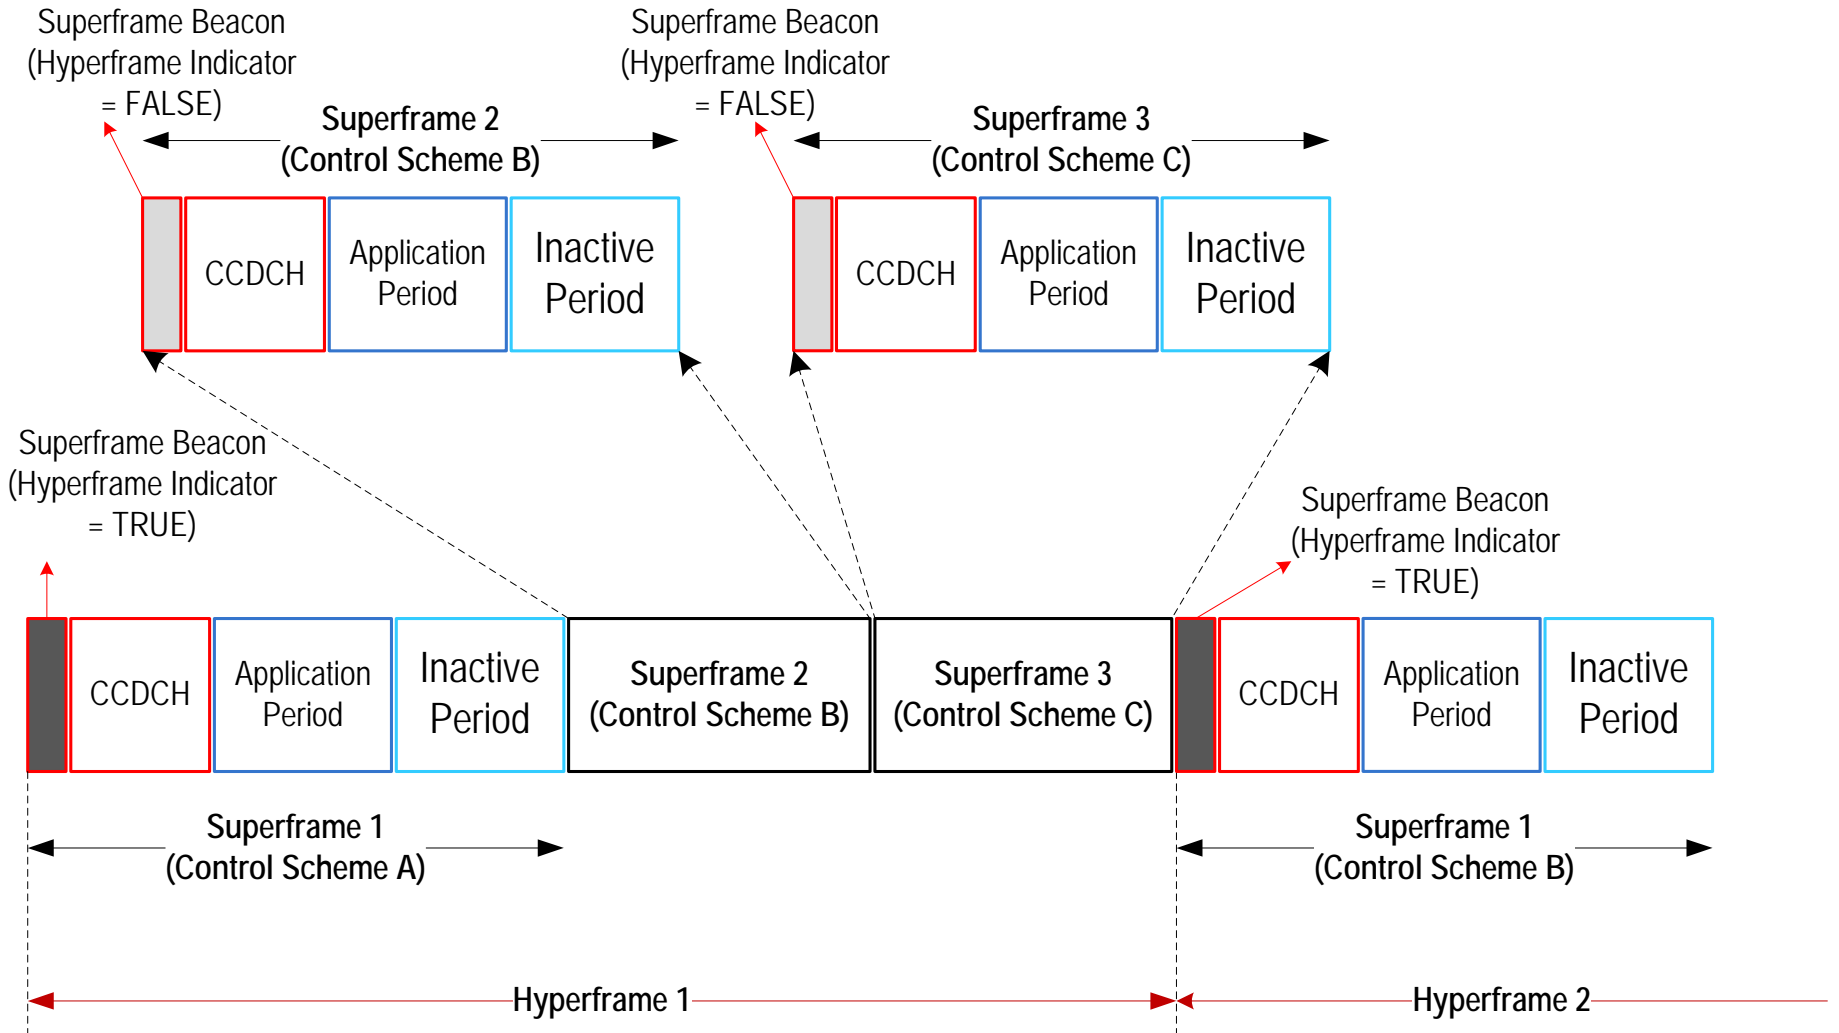 Superframe Beacon
(Hyperframe Indicator
= FALSE)
Superframe 2
(Control Scheme B)
Superframe Beacon
(Hyperframe Indicator
= FALSE)
Superframe 3
(Control Scheme C)
CCDCH
Application
Period
Inactive
Period
CCDCH
Application
Period
Inactive
Period
Superframe Beacon
(Hyperframe Indicator
= TRUE)
Superframe Beacon
(Hyperframe Indicator
= TRUE)
CCDCH
Application
Period
Inactive
Period
Superframe 2
(Control Scheme B)
Superframe 3
(Control Scheme C)
CCDCH
Application
Period
Inactive
Period
Superframe 1
(Control Scheme A)
Superframe 1
(Control Scheme B)
Hyperframe 1
Hyperframe 2